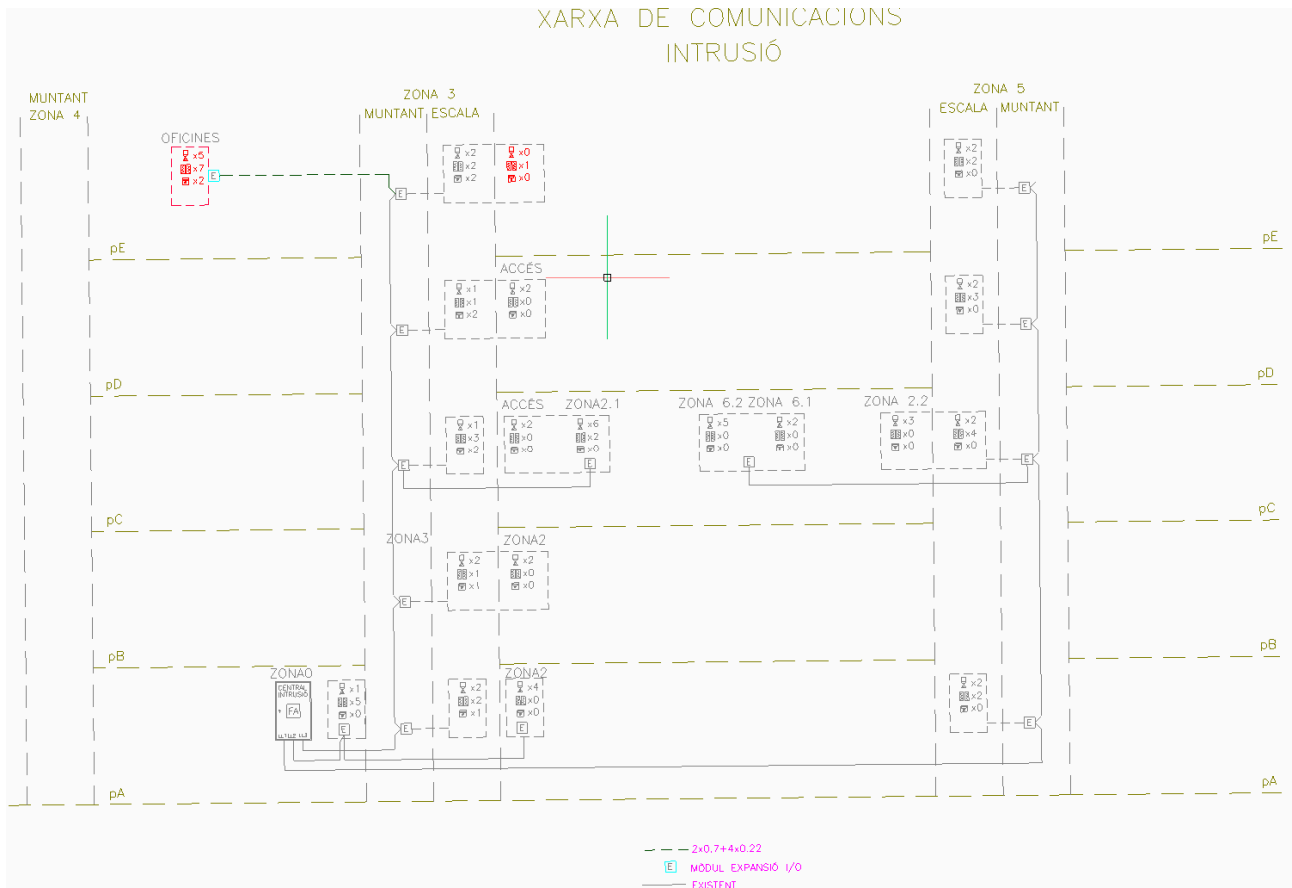 XARXA DE COMUNICACIONS
INTRUSIÓ
MUNTANT
ZONA 4
ZONA 3
MUNTANT ESCALA
ZONA 5
ESCALA MUNTANT
OFICINES
x5
x7
x2
E
x2
x2
x2
x0
x1
x0
E
x2
x2
x0
E
pE
pE
ACCÉS
x1
x1
x2
x2
x0
x0
E
x2
x3
x0
E
pD
pD
ACCÉS ZONA2.1
ZONA 6.2 ZONA 6.1
ZONA 2.2
x1
x3
x2
E
x2
x0
x0
x6
x2
x0
E
x5
x0
x0
x2
x0
x0
E
x3
x0
x0
x2
x4
x0
E
pC
pC
ZONA3
ZONA2
x2
x1
x2
x0
x0
E
pB
pB
ZONA0
CENTRAL
INTRUSIÓ
FA
x1
x5
x0
E
x2
x2
x1
E
ZONA2
x4
x0
x0
E
x2
x2
x0
E
pA
pA
2x0.7+4x0.22
E MÒDUL EXPANSIÓ I/O
EXISTENT